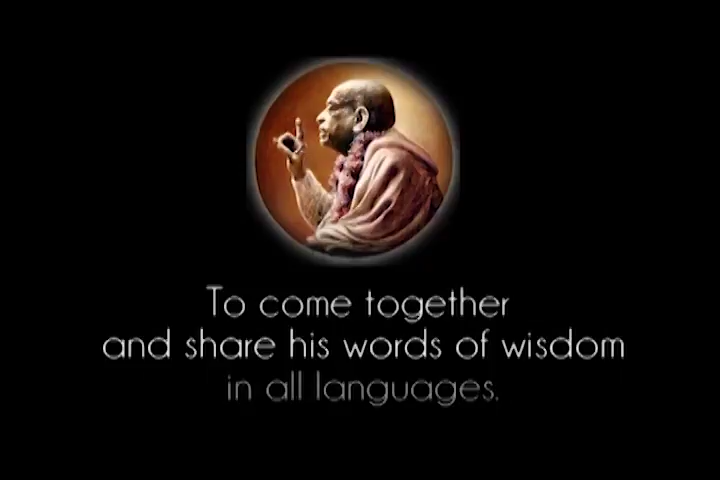 To come together
and share his words of wisdom
in all languages.